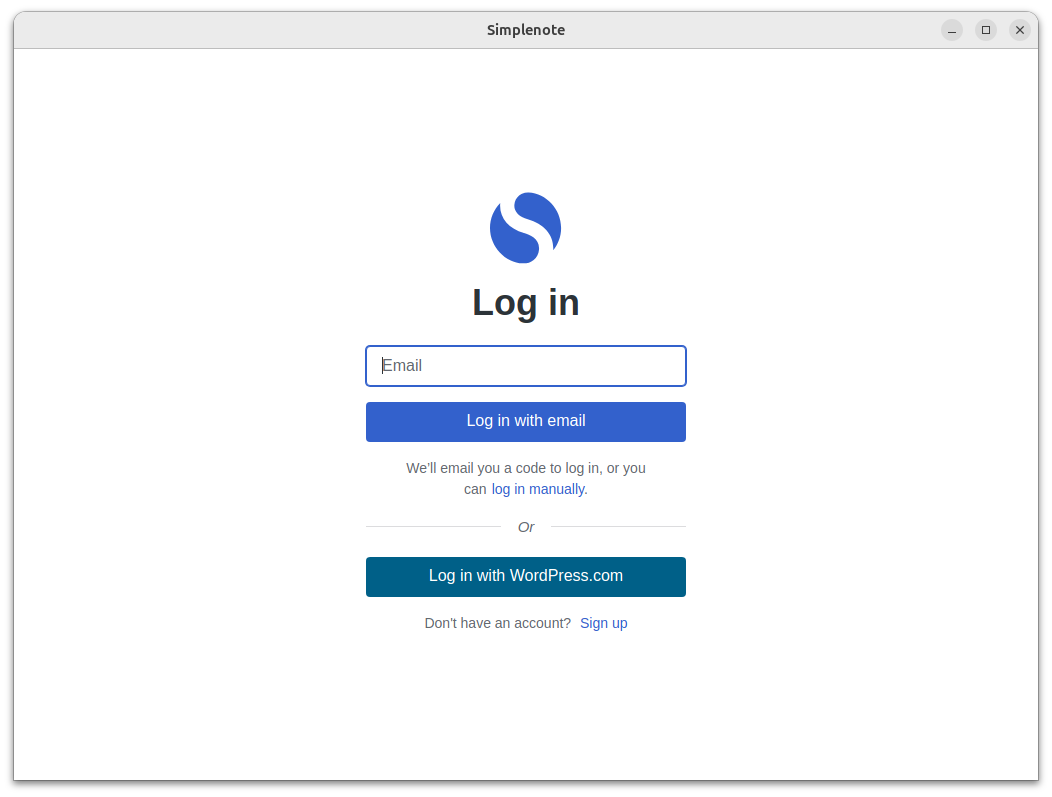 Simplenote
Log in
Email
Log in with email
We’ll email you a code to log in, or you
can log in manually.
Or
Log in with WordPress.com
Don't have an account? Sign up